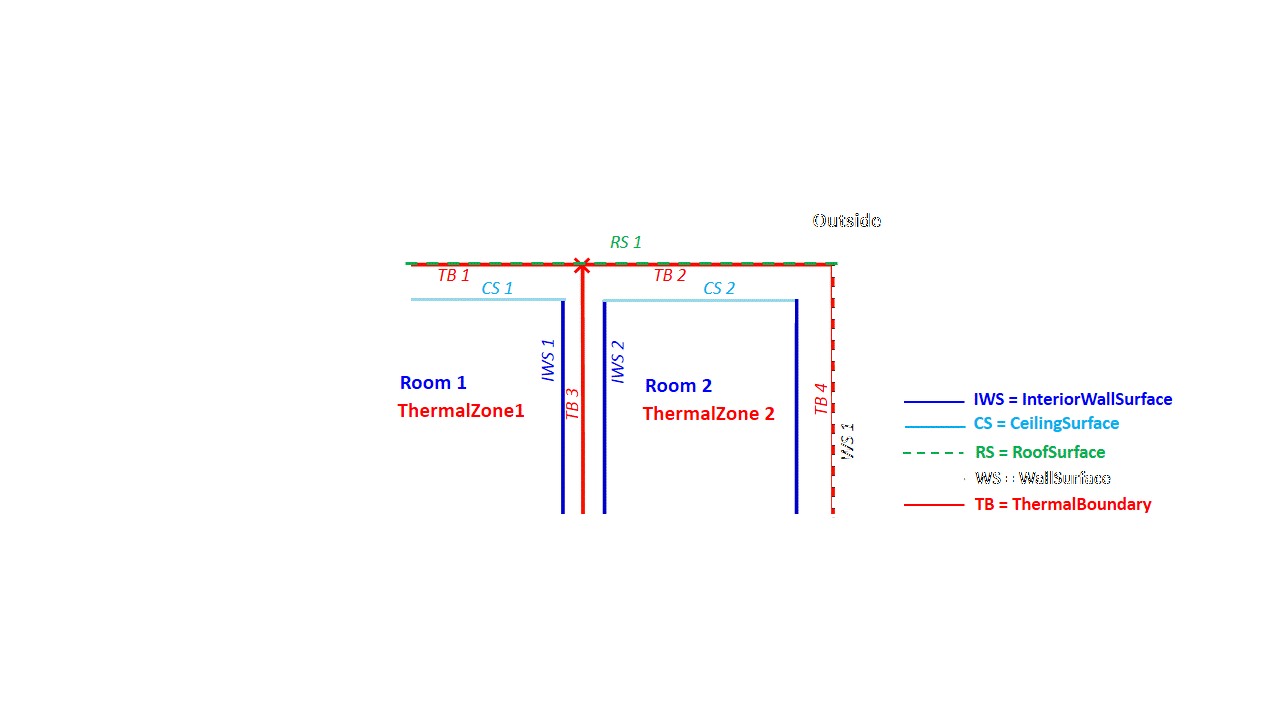 Outside
RS 1
TB 1
TB 2
CS 1
CS 2
IWS 1
IWS 2
Room 1
ThermalZone1
Room 2
ThermalZone 2
TB 3
TB 4
WS 1
IWS = InteriorWallSurface
CS = CeilingSurface
RS = RoofSurface
WS = WallSurface
TB = ThermalBoundary